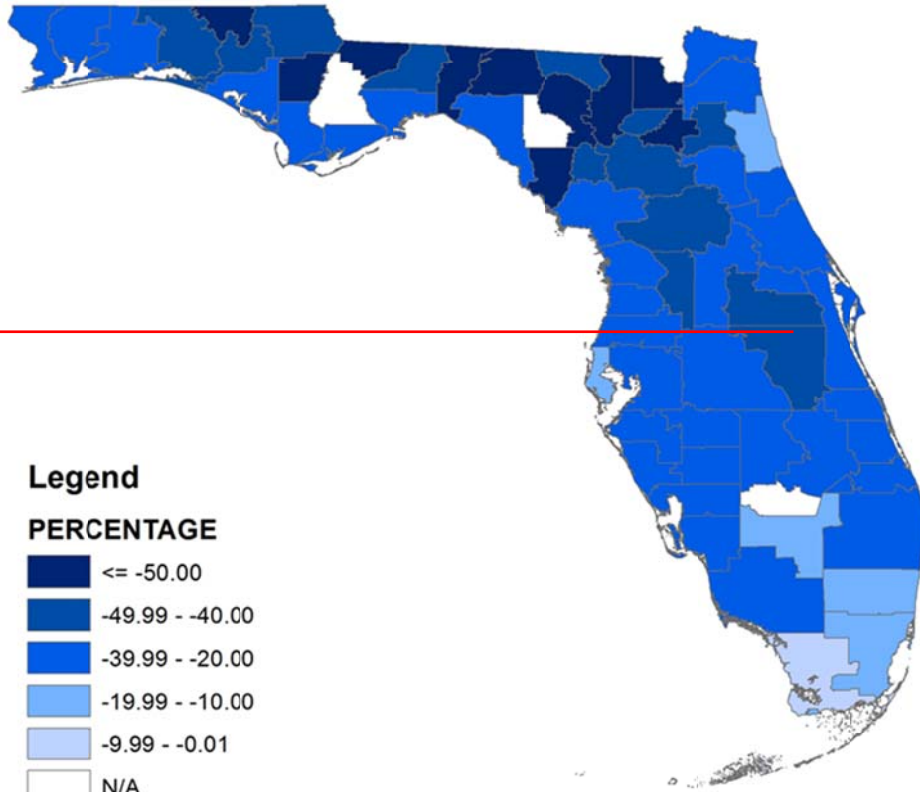 Legend
PERCENTAGE
<= -50.00
-49.99 - -40.00
-39.99 - -20.00
-19.99 - -10.00
-9.99 - -0.01
N/A